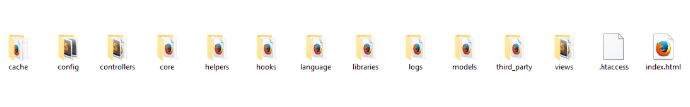 cache config controllers core helpers hooks language libraries logs models third_party views .htaccess index.html